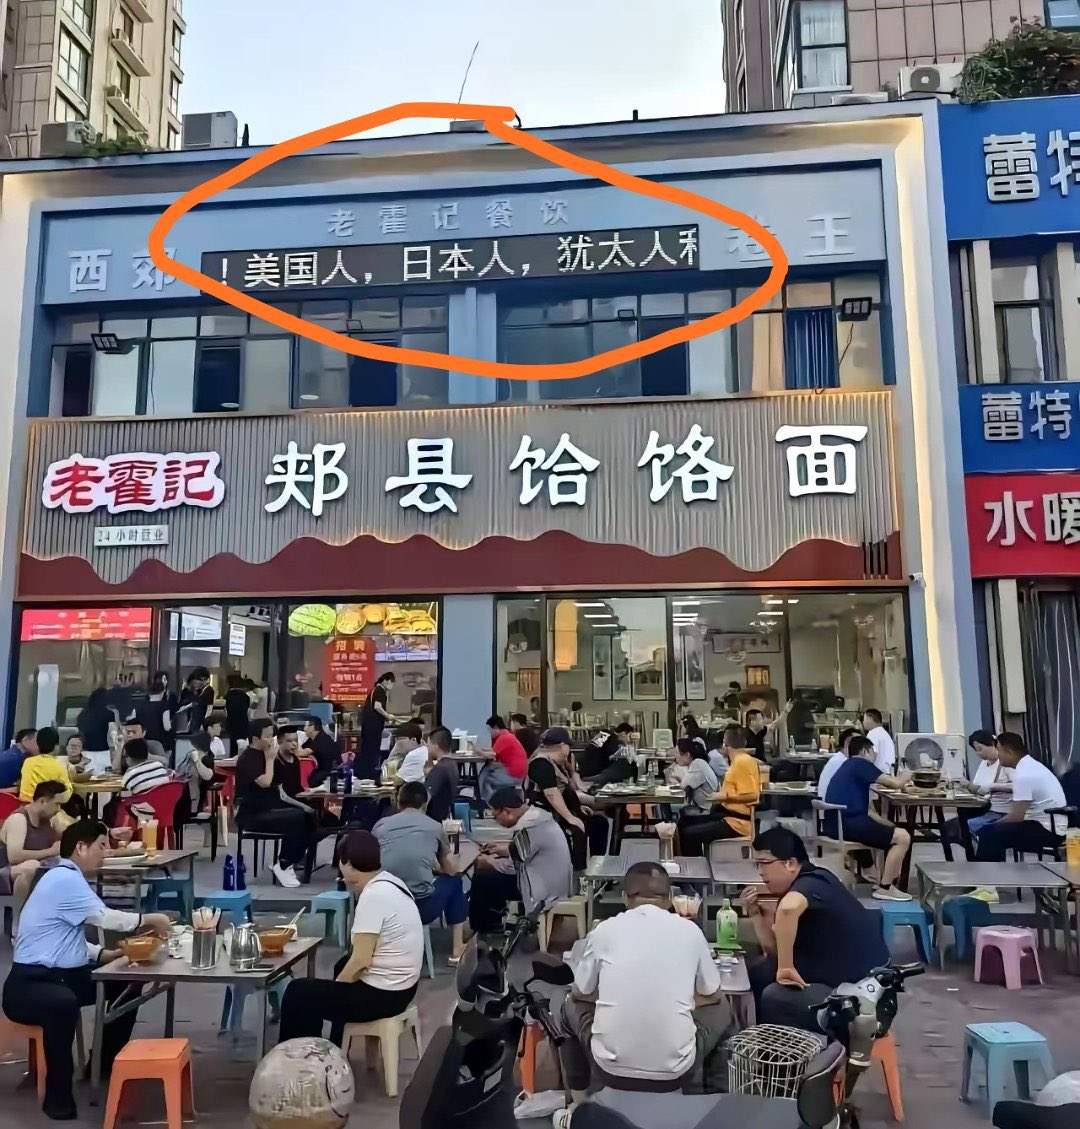 老霍记餐饮
西郊
巷王
！美国人，日本人，犹太人和
老霍記
郏县饸饹面
24小时营业
招聘
蕾特
蕾特
水暖